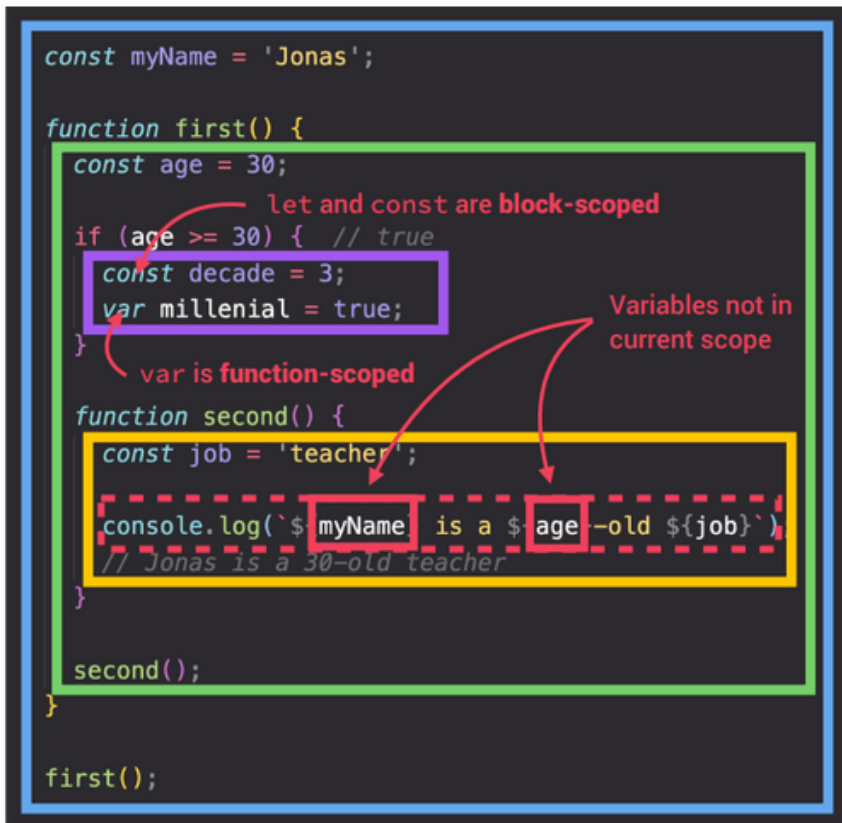 const myName = 'Jonas';
function first() {
const age = 30;
let and const are block-scoped
if (age >= 30) { // true
const decade = 3;
var millenial = true;
}
Variables not in
current scope
var is function-scoped
function second() {
const job = 'teacher';
console.log(`${myName} is a ${age}-old ${job}`);
// Jonas is a 30-old teacher
}
second();
}
first();